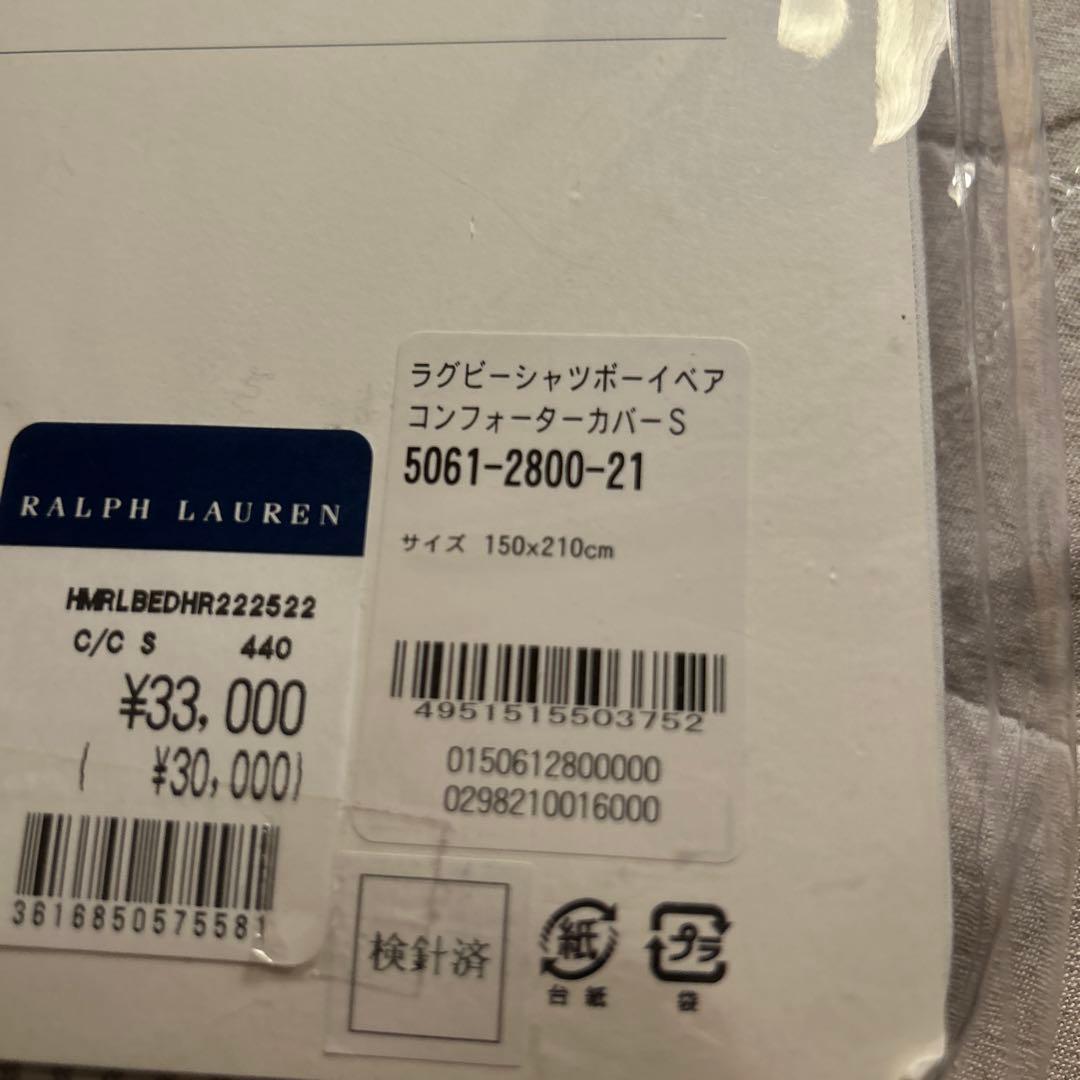 ラグビーシャツボーイベア
コンフォーターカバーS
5061-2800-21
サイズ 150x210cm
4951515503752
0150612800000
0298210016000
RALPH LAUREN
HMRLBEDHR222522
C/C S 440
¥33,000
( ¥30,000)
3616850575581
検針済
紙
台紙
プラ
袋